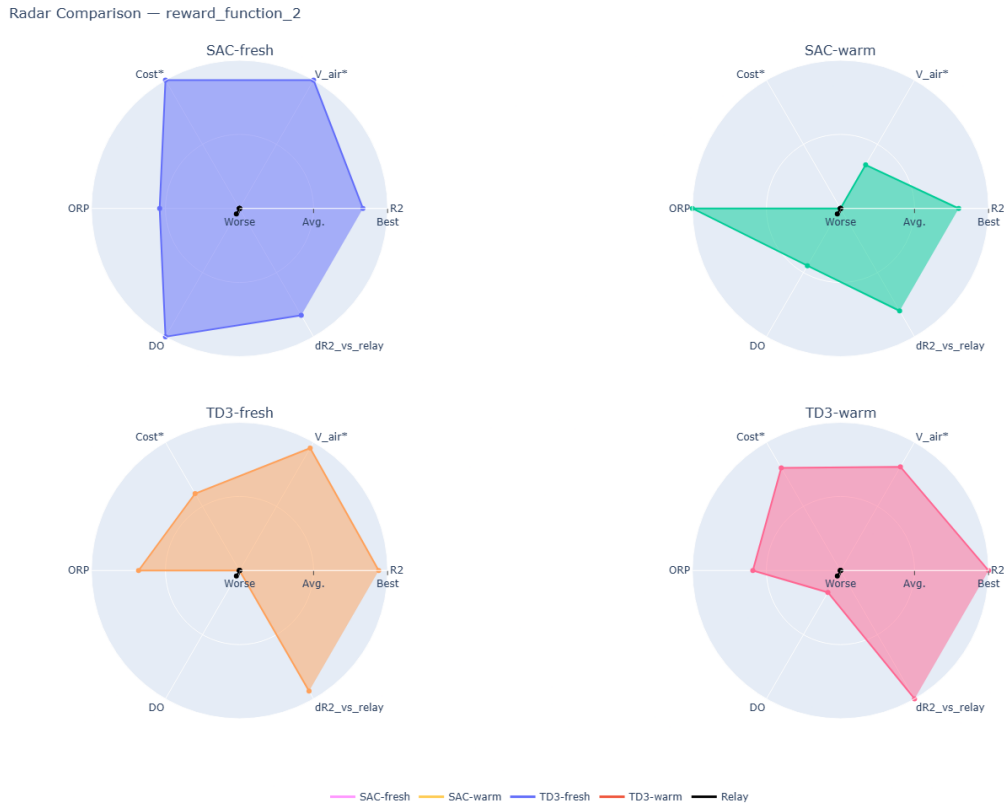 Radar Comparison — reward_function_2
SAC-fresh
Cost*
V_air*
ORP
Worse
Avg.
R2
Best
DO
dR2_vs_relay
SAC-warm
Cost*
V_air*
ORP
Worse
Avg.
R2
Best
DO
dR2_vs_relay
TD3-fresh
Cost*
V_air*
ORP
Worse
Avg.
R2
Best
DO
dR2_vs_relay
TD3-warm
Cost*
V_air*
ORP
Worse
Avg.
R2
Best
DO
dR2_vs_relay
SAC-fresh SAC-warm TD3-fresh TD3-warm Relay